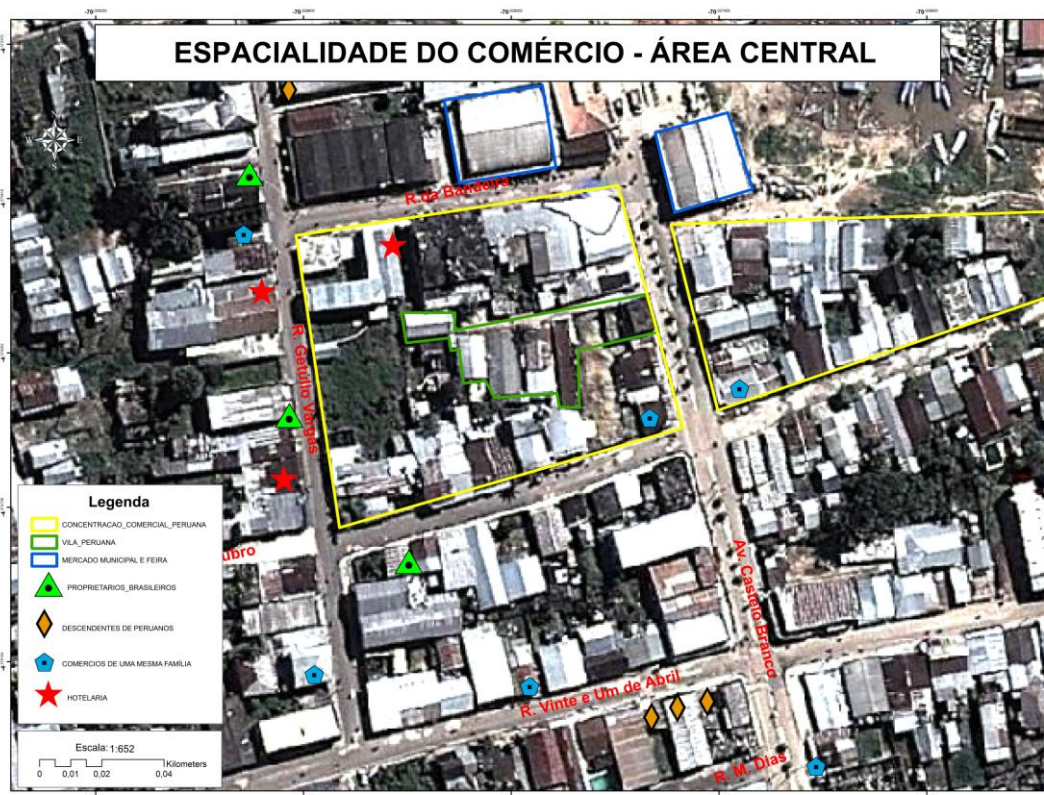 ESPACIALIDADE DO COMÉRCIO - ÁREA CENTRAL
N
W E
S
R.da Bandeira
R. Getúlio Vargas
Av. Castelo Branco
ubro
R. Vinte e Um de Abril
R. M. Dias
Legenda
CONCENTRACAO_COMERCIAL_PERUANA
VILA_PERUANA
MERCADO MUNICIPAL E FEIRA
PROPRIETARIOS_BRASILEIROS
DESCENDENTES DE PERUANOS
COMERCIOS DE UMA MESMA FAMÍLIA
HOTELARIA
Escala: 1:652
Kilometers
0 0,01 0,02 0,04